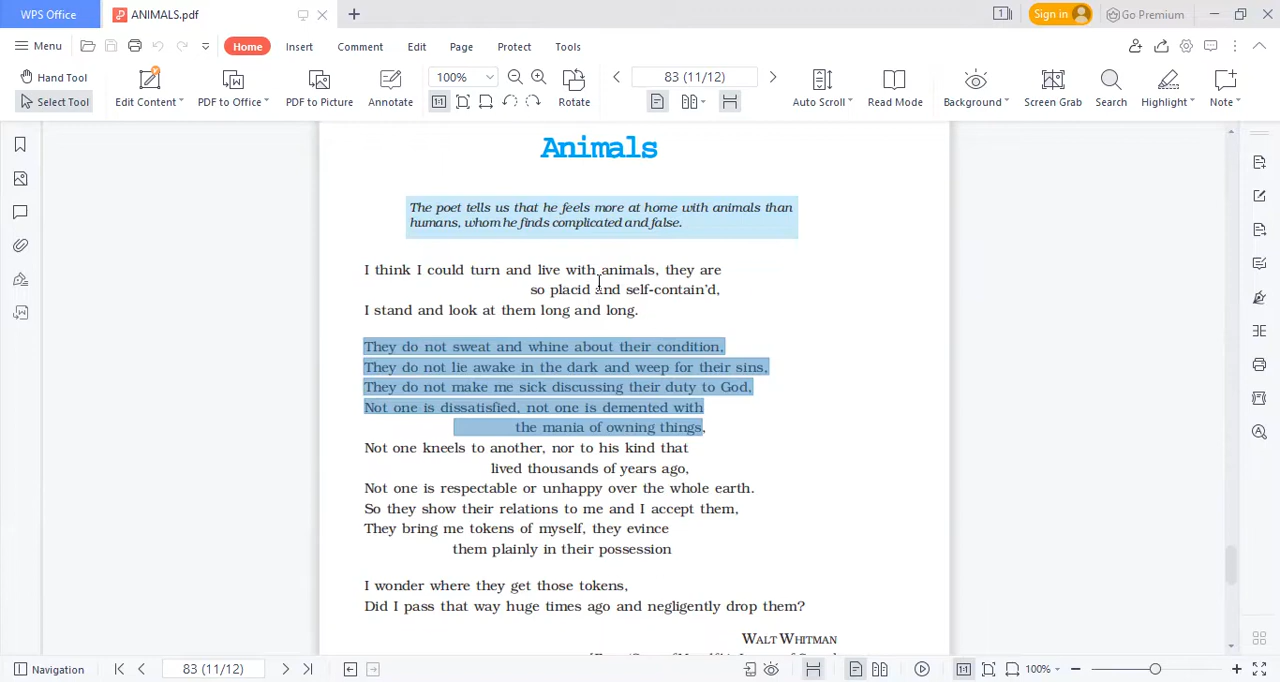 WPS Office
ANIMALS.pdf
Sign in
Go Premium
Menu
Home
Insert
Comment
Edit
Page
Protect
Tools
Hand Tool
Select Tool
Edit Content
PDF to Office
PDF to Picture
Annotate
100%
Rotate
83 (11/12)
Auto Scroll
Read Mode
Background
Screen Grab
Search
Highlight
Note
Animals
The poet tells us that he feels more at home with animals than
humans, whom he finds complicated and false.
I think I could turn and live with animals, they are
so placid and self-contain'd,
I stand and look at them long and long.
They do not sweat and whine about their condition,
They do not lie awake in the dark and weep for their sins,
They do not make me sick discussing their duty to God,
Not one is dissatisfied, not one is demented with
the mania of owning things,
Not one kneels to another, nor to his kind that
lived thousands of years ago,
Not one is respectable or unhappy over the whole earth.
So they show their relations to me and I accept them,
They bring me tokens of myself, they evince
them plainly in their possession
I wonder where they get those tokens,
Did I pass that way huge times ago and negligently drop them?
WALT WHITMAN
Navigation
83 (11/12)
100%